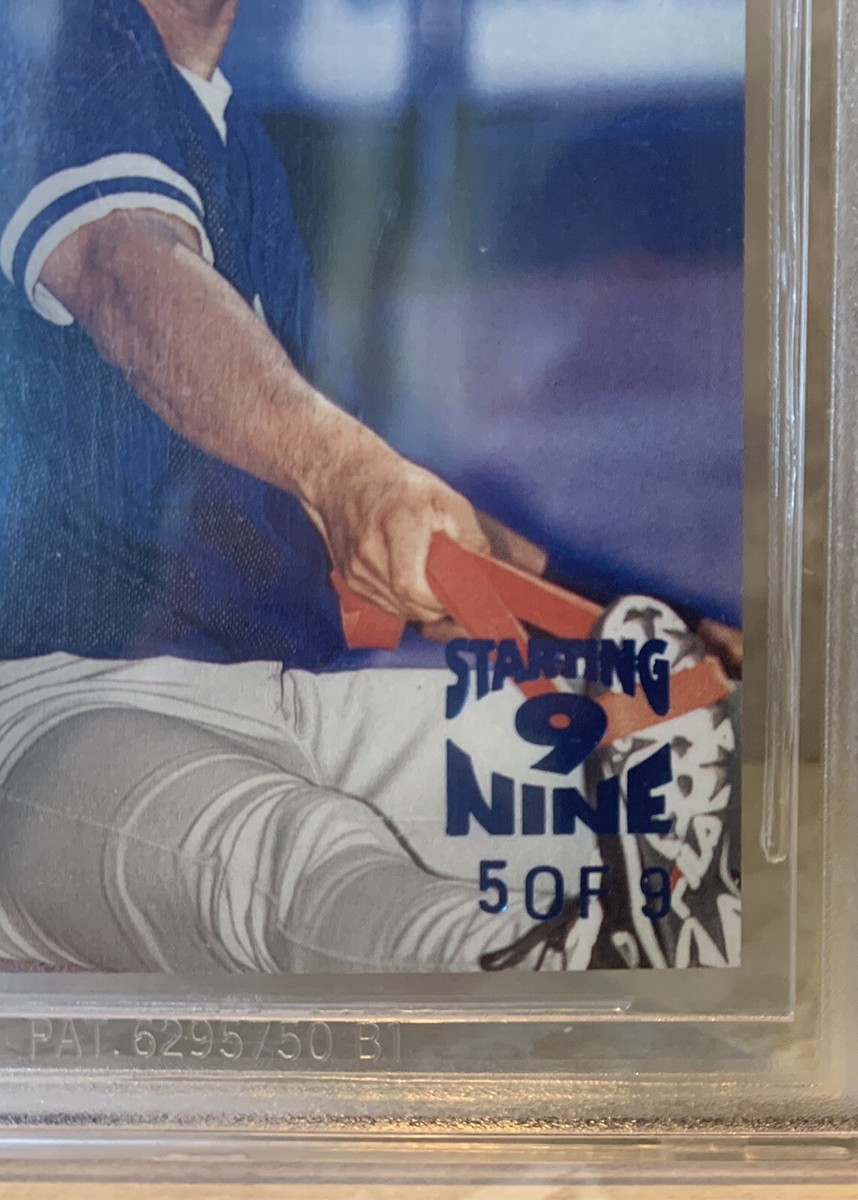 STARTING
9
NINE
5 OF 9
PAT. 6295750 B1